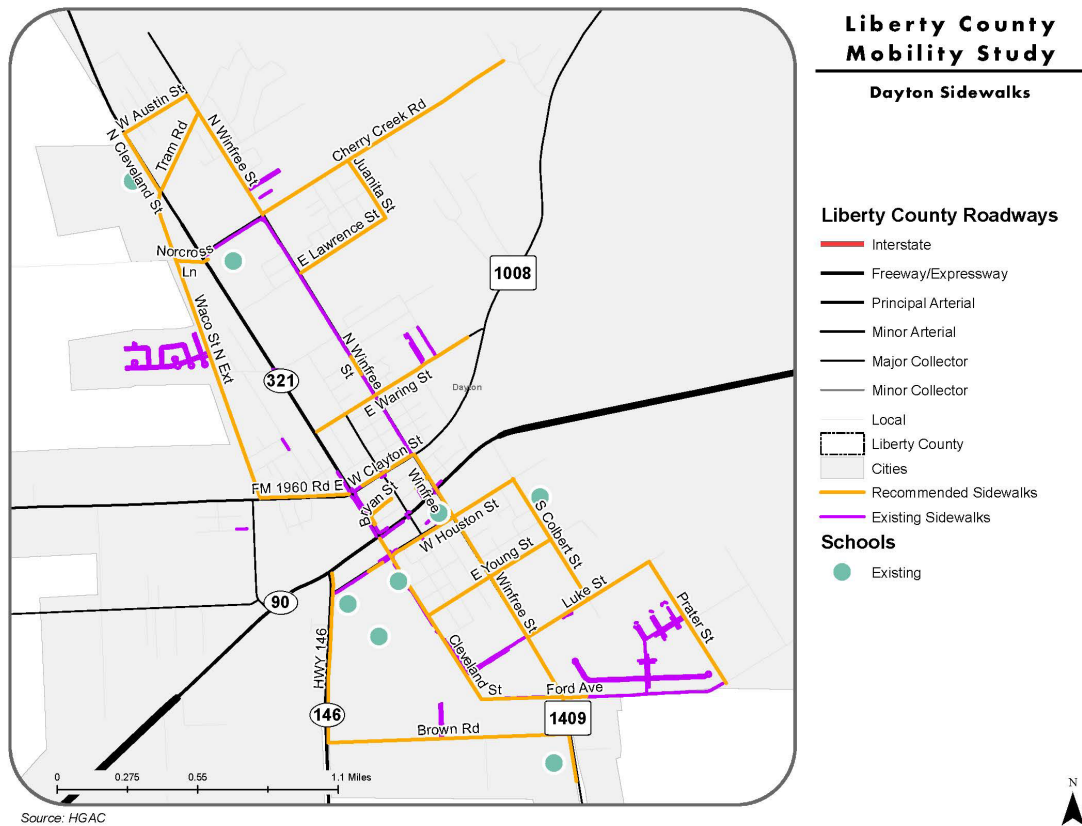 Liberty County
Mobility Study
Dayton Sidewalks
W Austin St
N Cleveland St
Tram Rd
N Winfree St
Cherry Creek Rd
Juanita St
E Lawrence St
Norcross
Ln
1008
Waco St N Ext
N Winfree
St
321
E Waring St
Dayton
W Clayton St
FM 1960 Rd E
Bryan St
Winfree
W Houston St
S Colbert St
E Young St
Luke St
Winfree St
Prater St
90
HWY 146
Cleveland
St
Ford Ave
146
Brown Rd
1409
0
0.275
0.55
1.1 Miles
Source: HGAC
Liberty County Roadways
Interstate
Freeway/Expressway
Principal Arterial
Minor Arterial
Major Collector
Minor Collector
Local
Liberty County
Cities
Recommended Sidewalks
Existing Sidewalks
Schools
Existing
N